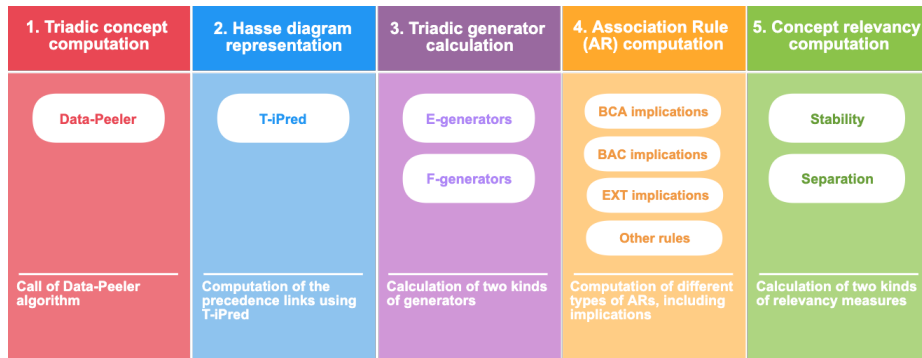 1. Triadic concept
computation
Data-Peeler
Call of Data-Peeler
algorithm
2. Hasse diagram
representation
T-iPred
Computation of the
precedence links using
T-iPred
3. Triadic generator
calculation
E-generators
F-generators
Calculation of two kinds
of generators
4. Association Rule
(AR) computation
BCA implications
BAC implications
EXT implications
Other rules
Computation of different
types of ARs, including
implications
5. Concept relevancy
computation
Stability
Separation
Calculation of two kinds
of relevancy measures